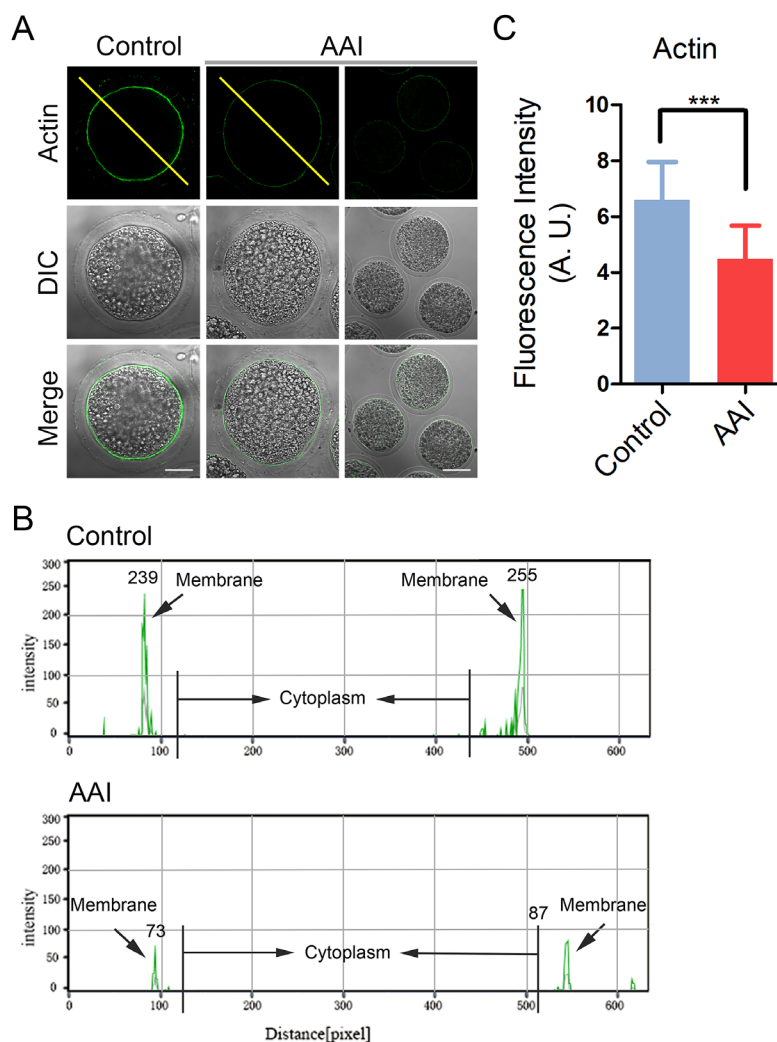 A
Control
AAI
Actin
DIC
Merge
C
Actin
Fluorescence Intensity
(A. U.)
10
8
6
4
2
0
***
Control
AAI
B
Control
300
250
200
150
100
50
0
intensity
239
Membrane
Membrane
255
Cytoplasm
0
100
200
300
400
500
600
AAI
300
250
200
150
100
50
0
intensity
Membrane
73
Cytoplasm
87
Membrane
0
100
200
300
400
500
600
Distance[pixel]